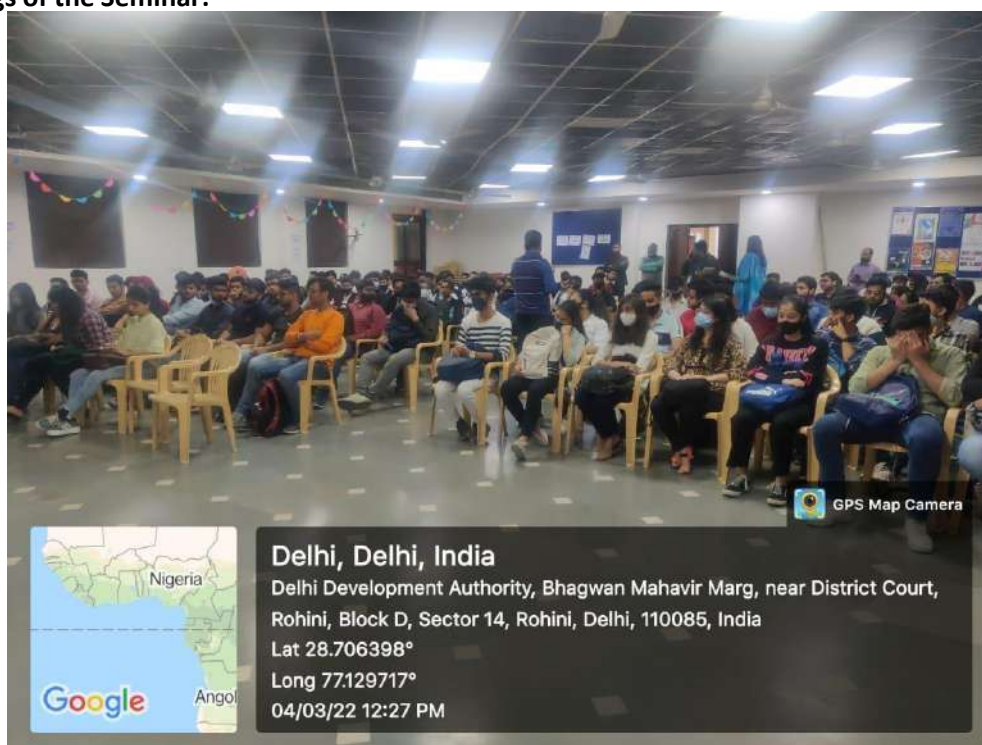 gs of the Seminar:
GPS Map Camera
Nigeria
Angol
Google
Delhi, Delhi, India
Delhi Development Authority, Bhagwan Mahavir Marg, near District Court,
Rohini, Block D, Sector 14, Rohini, Delhi, 110085, India
Lat 28.706398°
Long 77.129717°
04/03/22 12:27 PM